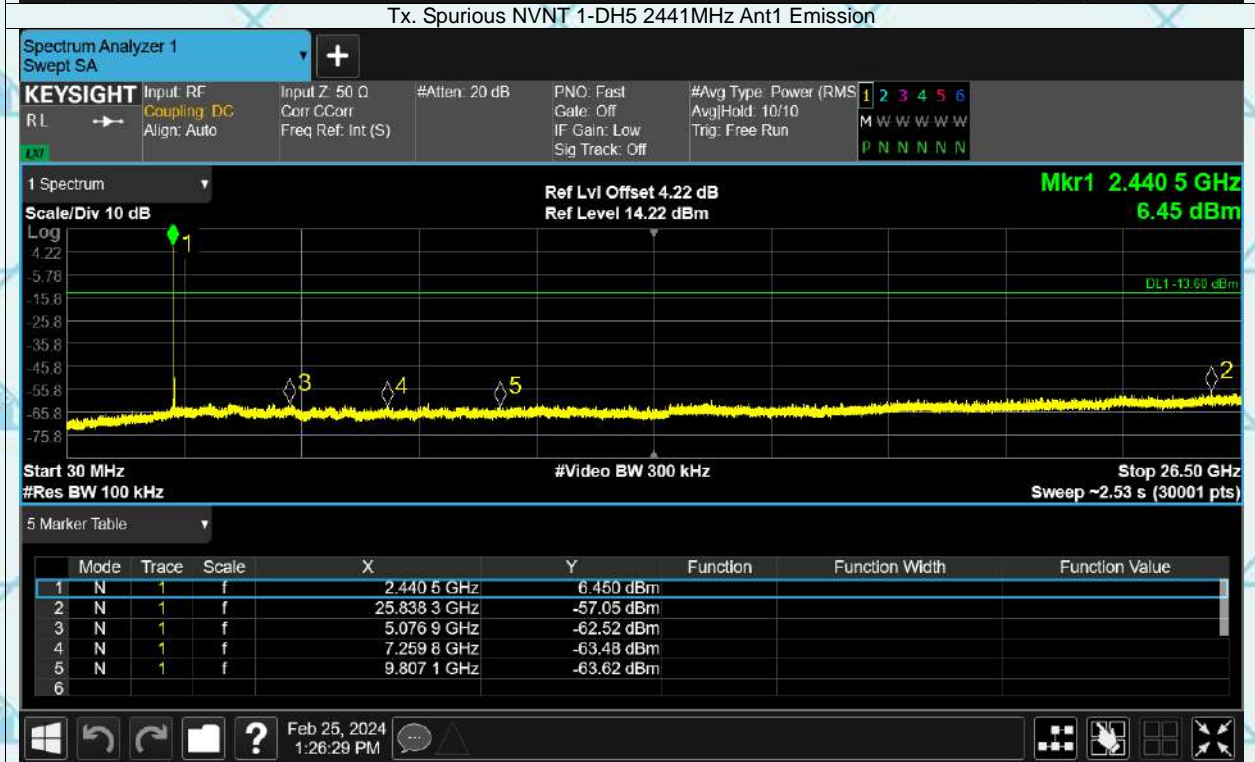 Tx. Spurious NVNT 1-DH5 2441MHz Ant1 Emission
Spectrum Analyzer 1
Swept SA
+
KEYSIGHT Input: RF Input Z: 50 Ω #Atten: 20 dB PNO: Fast #Avg Type: Power (RMS 1 2 3 4 5 6
RL Coupling: DC Corr CCorr Gate: Off Avg|Hold: 10/10 M W W W W W
Align: Auto Freq Ref: Int (S) IF Gain: Low Trig: Free Run
LXI Sig Track: Off P N N N N N
1 Spectrum Ref Lvl Offset 4.22 dB Mkr1 2.440 5 GHz
Scale/Div 10 dB Ref Level 14.22 dBm 6.45 dBm
Log
1
4.22
-5.78
DL1 -13.60 dBm
-15.8
-25.8
-35.8
-45.8
2
3 4 5
-55.8
-65.8
-75.8
Start 30 MHz #Video BW 300 kHz Stop 26.50 GHz
#Res BW 100 kHz Sweep ~2.53 s (30001 pts)
5 Marker Table
Mode Trace Scale X Y Function Function Width Function Value
1 N 1 f 2.440 5 GHz 6.450 dBm
2 N 1 f 25.838 3 GHz -57.05 dBm
3 N 1 f 5.076 9 GHz -62.52 dBm
4 N 1 f 7.259 8 GHz -63.48 dBm
5 N 1 f 9.807 1 GHz -63.62 dBm
6
? Feb 25, 2024
1:26:29 PM